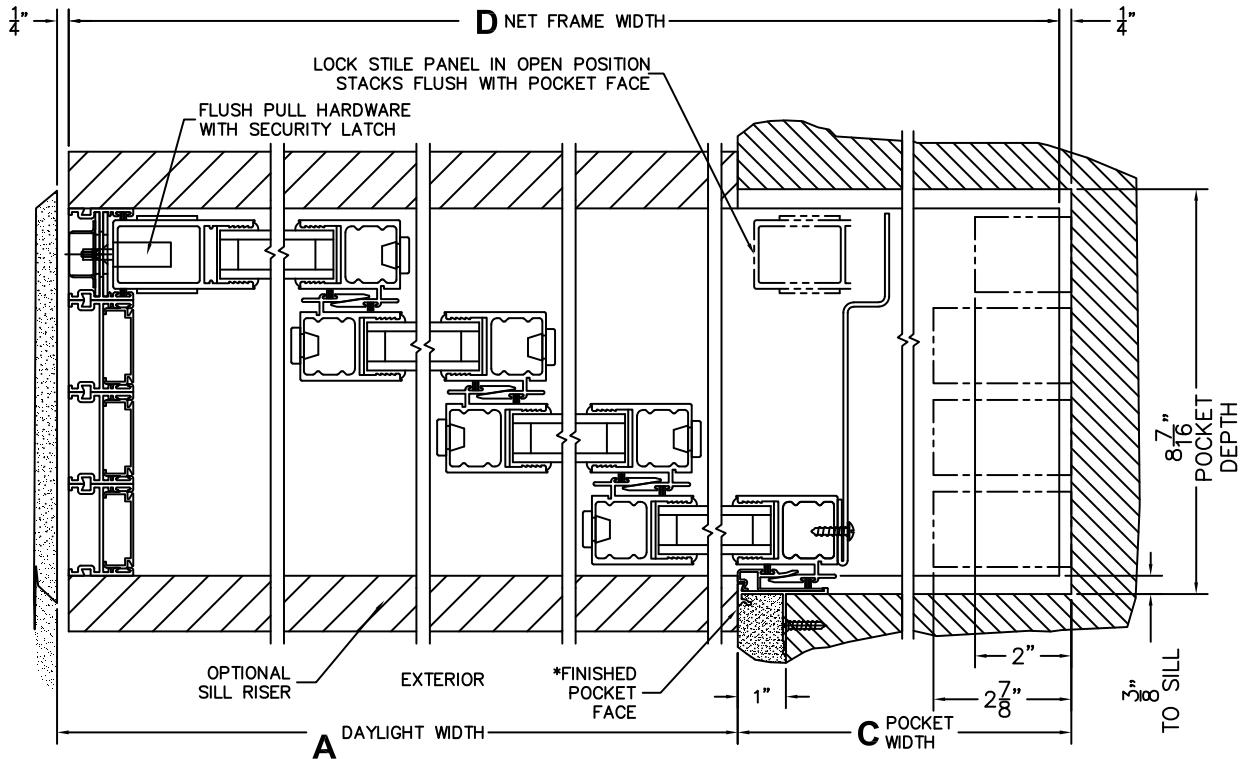 1/4"
D NET FRAME WIDTH
1/4"
LOCK STILE PANEL IN OPEN POSITION
STACKS FLUSH WITH POCKET FACE
FLUSH PULL HARDWARE
WITH SECURITY LATCH
8 7/16
POCKET
DEPTH
OPTIONAL
SILL RISER
EXTERIOR
*FINISHED
POCKET
FACE
1"
2"
2 7/8"
3/8"
TO SILL
A DAYLIGHT WIDTH
C POCKET
WIDTH